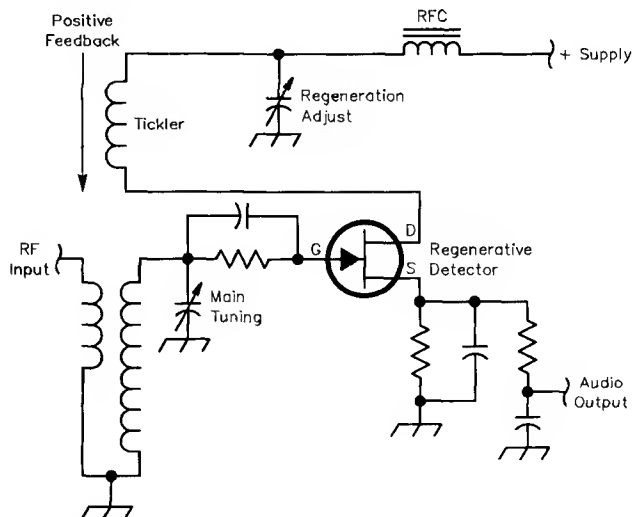 Positive
Feedback
RFC
+ Supply
Regeneration
Adjust
Tickler
RF
Input
G
D
S
Regenerative
Detector
Main
Tuning
Audio
Output